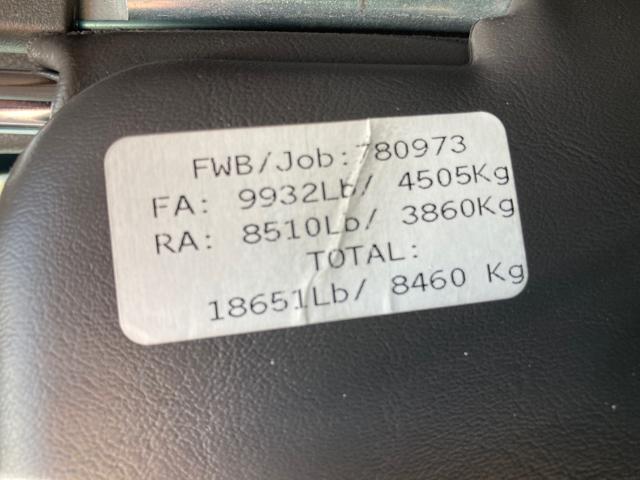 FWB/Job:780973
FA: 9932Lb/ 4505Kg
RA: 8510Lb/ 3860Kg
TOTAL:
18651Lb/ 8460 Kg